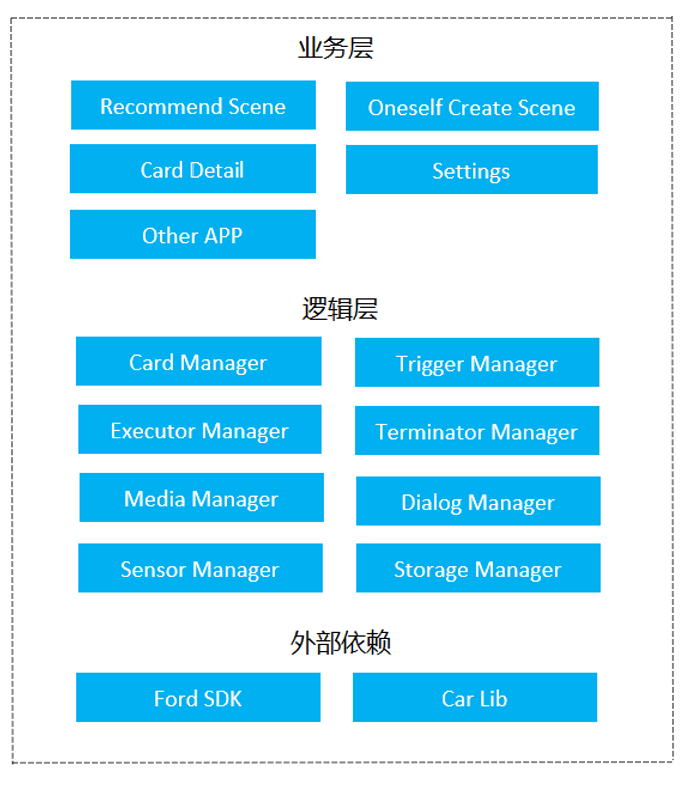 业务层
Recommend Scene
Oneself Create Scene
Card Detail
Settings
Other APP
逻辑层
Card Manager
Trigger Manager
Executor Manager
Terminator Manager
Media Manager
Dialog Manager
Sensor Manager
Storage Manager
外部依赖
Ford SDK
Car Lib